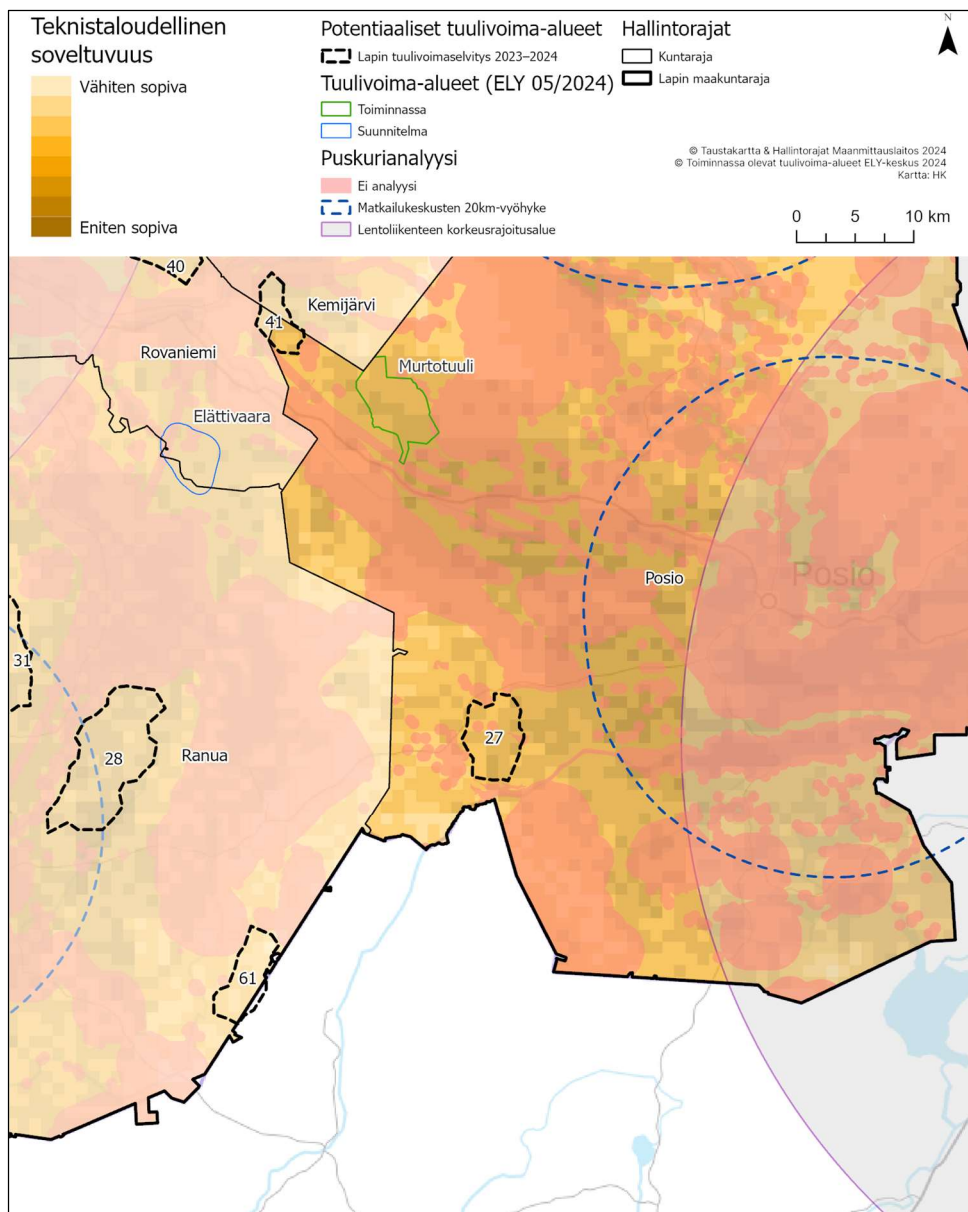 Teknistaloudellinen
soveltuvuus
Vähiten sopiva
Eniten sopiva
Potentiaaliset tuulivoima-alueet
Lapin tuulivoimaselvitys 2023–2024
Tuulivoima-alueet (ELY 05/2024)
Toiminnassa
Suunnitelma
Puskurianalyysi
Ei analyysi
Matkailukeskusten 20km-vyöhyke
Lentoliikenteen korkeusrajoitusalue
Hallintorajat
Kuntaraja
Lapin maakuntaraja
N
© Taustakartta & Hallintorajat Maanmittauslaitos 2024
© Toiminnassa olevat tuulivoima-alueet ELY-keskus 2024
Kartta: HK
0 5 10 km
40
Kemijärvi
41
Rovaniemi
Murtotuuli
Elättivaara
Posio
Posio
31
27
28
Ranua
61